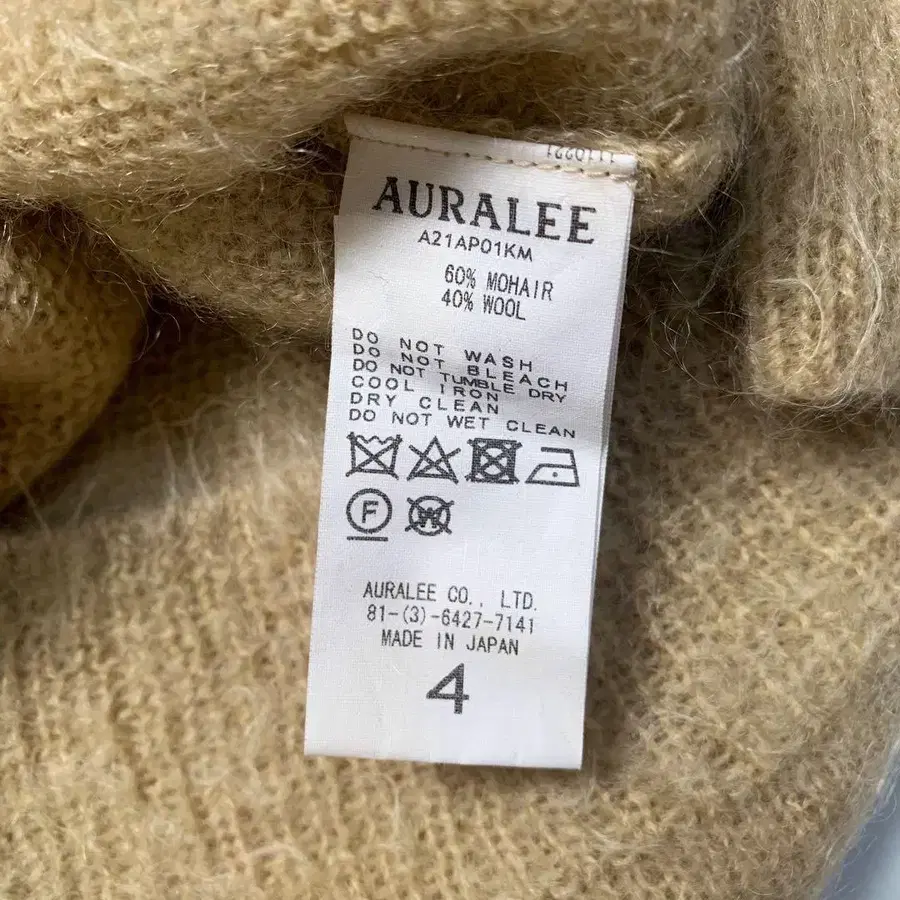 1110221
AURALEE
A21AP01KM
60% MOHAIR
40% WOOL
DO NOT WASH
DO NOT BLEACH
DO NOT TUMBLE DRY
COOL IRON
DRY CLEAN
DO NOT WET CLEAN
F
W
AURALEE CO., LTD.
81-(3)-6427-7141
MADE IN JAPAN
4